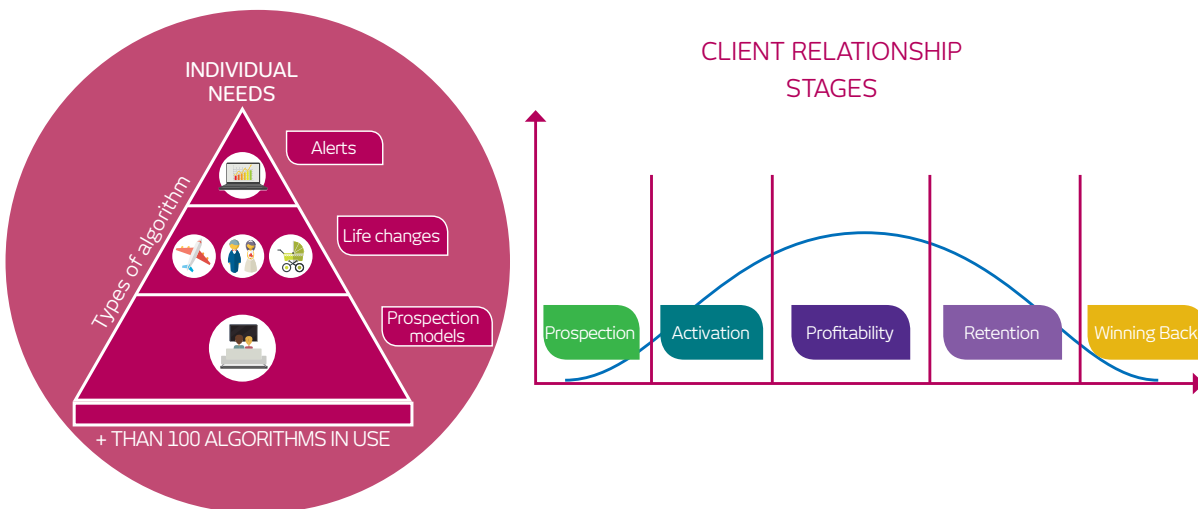 INDIVIDUAL
NEEDS
Alerts
Types of algorithm
Life changes
Prospection
models
+ THAN 100 ALGORITHMS IN USE
CLIENT RELATIONSHIP
STAGES
Prospection
Activation
Profitability
Retention
Winning Back